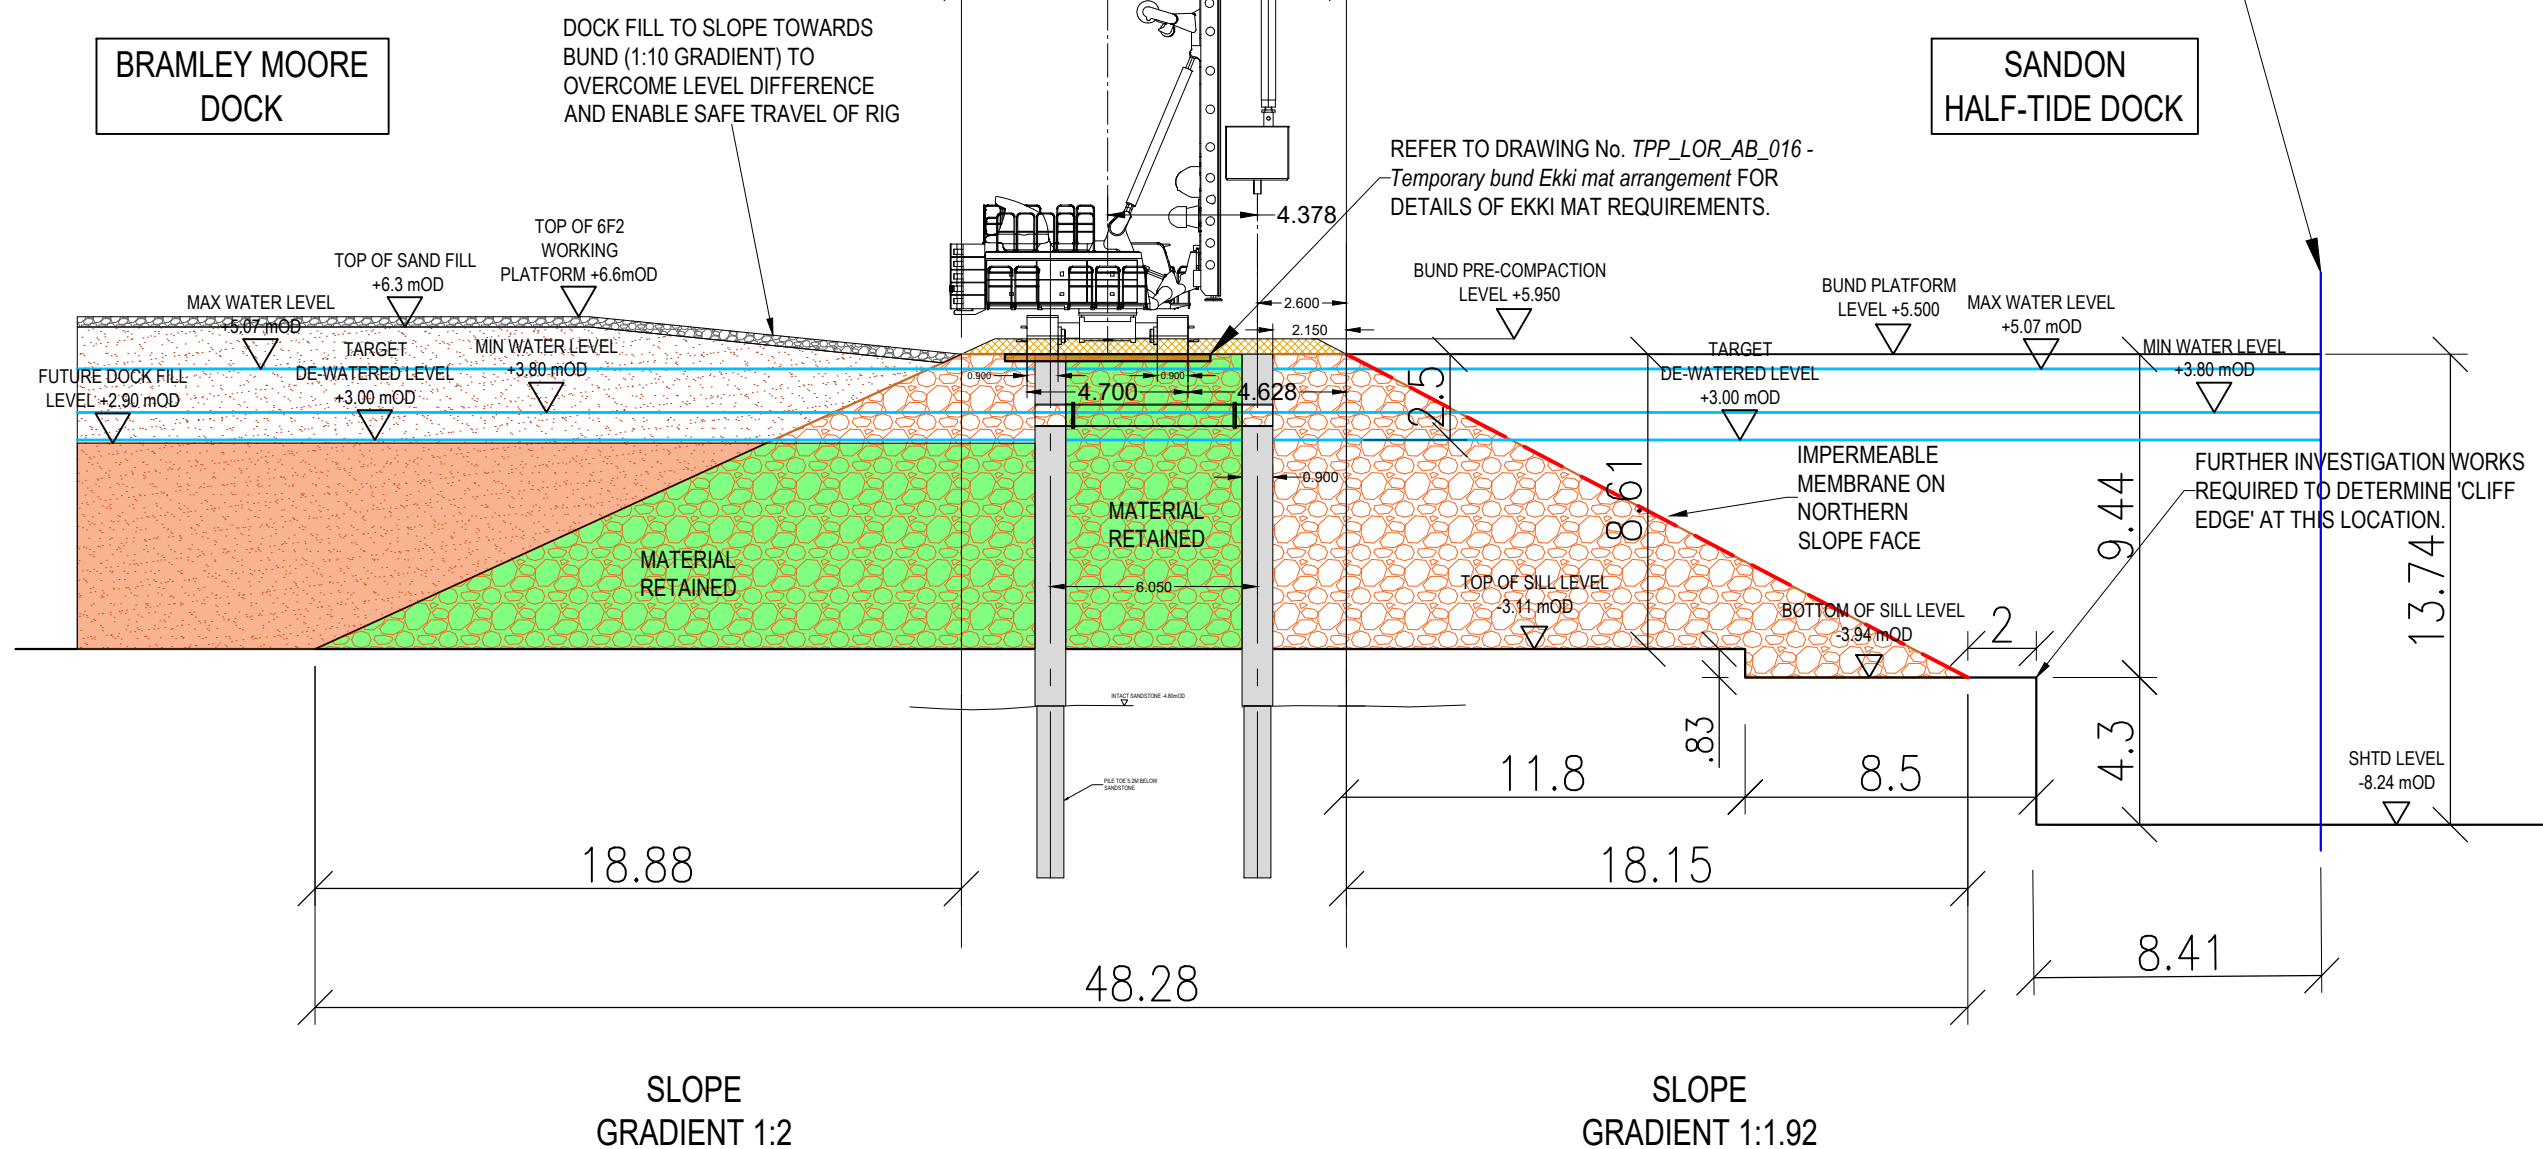 BRAMLEY MOORE
DOCK
DOCK FILL TO SLOPE TOWARDS
BUND (1:10 GRADIENT) TO
OVERCOME LEVEL DIFFERENCE
AND ENABLE SAFE TRAVEL OF RIG
SANDON
HALF-TIDE DOCK
REFER TO DRAWING No. TPP_LOR_AB_016 -
Temporary bund Ekki mat arrangement FOR
DETAILS OF EKKI MAT REQUIREMENTS.
4.378
TOP OF 6F2
WORKING
PLATFORM +6.6mOD
TOP OF SAND FILL
+6.3 mOD
MAX WATER LEVEL
+5.07 mOD
TARGET
DE-WATERED LEVEL
+3.00 mOD
MIN WATER LEVEL
+3.80 mOD
FUTURE DOCK FILL
LEVEL +2.90 mOD
BUND PRE-COMPACTION
LEVEL +5.950
BUND PLATFORM
LEVEL +5.500
MAX WATER LEVEL
+5.07 mOD
MIN WATER LEVEL
+3.80 mOD
TARGET
DE-WATERED LEVEL
+3.00 mOD
2.600
2.150
0.900
0.900
4.700
4.628
2.5
8.61
0.900
6.050
MATERIAL
RETAINED
MATERIAL
RETAINED
IMPERMEABLE
MEMBRANE ON
NORTHERN
SLOPE FACE
FURTHER INVESTIGATION WORKS
REQUIRED TO DETERMINE 'CLIFF
EDGE' AT THIS LOCATION.
9.44
13.74
TOP OF SILL LEVEL
-3.11 mOD
BOTTOM OF SILL LEVEL
-3.94 mOD
2
INTACT SANDSTONE -4.80mOD
PILE TOE 5.2M BELOW
SANDSTONE
.83
11.8
8.5
4.3
SHTD LEVEL
-8.24 mOD
18.88
18.15
48.28
8.41
SLOPE
GRADIENT 1:2
SLOPE
GRADIENT 1:1.92